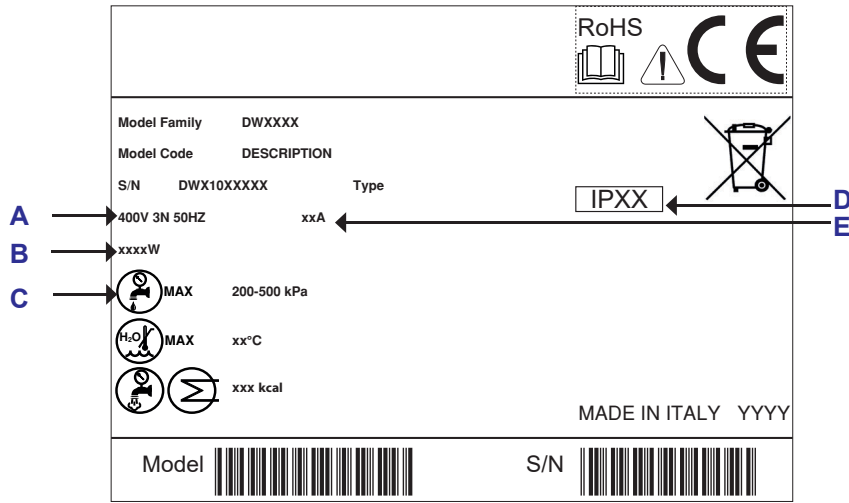 RoHS
CE
Model Family DWXXXX
Model Code DESCRIPTION
S/N DWX10XXXXX Type
IPXX
D
A
400V 3N 50HZ xxA
E
B
xxxxW
C
MAX 200-500 kPa
H₂O MAX xx°C
xxx kcal
MADE IN ITALY YYYY
Model S/N